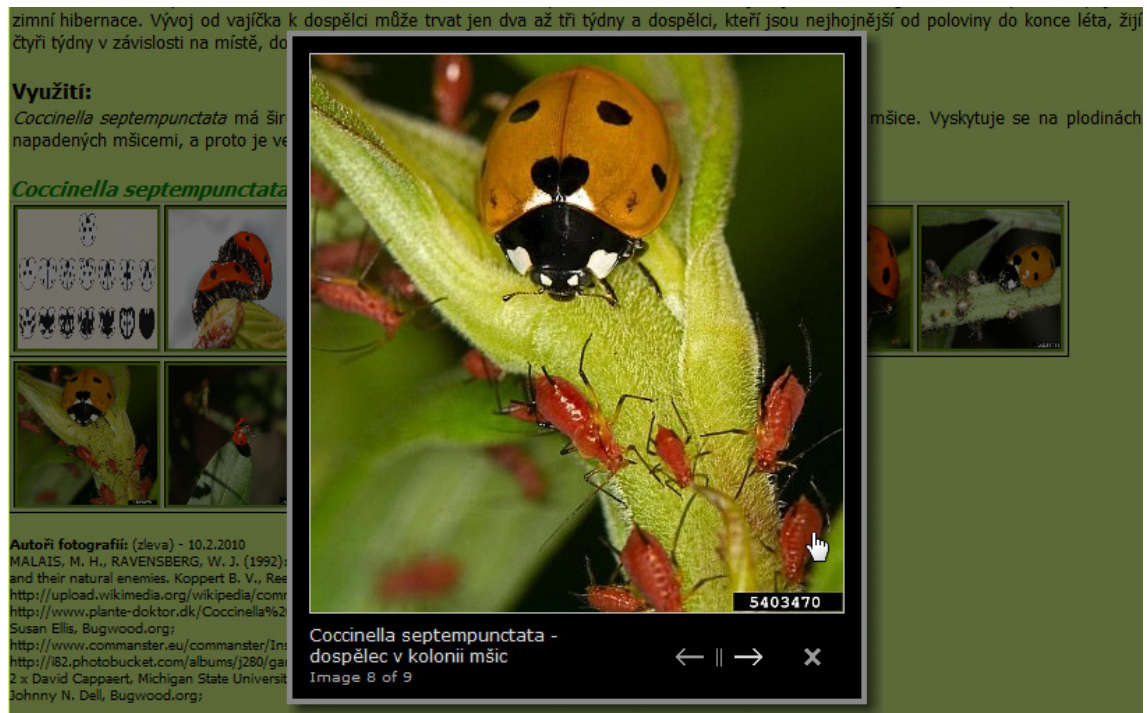 zimní hibernace. Vývoj od vajíčka k dospělci může trvat jen dva až tři týdny a dospělci, kteří jsou nejhojnější od poloviny do konce léta, žijí
čtyři týdny v závislosti na místě, do
Využití:
Coccinella septempunctata má šir mšice. Vyskytuje se na plodinách
napadených mšicemi, a proto je ve
Coccinella septempunctata
5403470
Coccinella septempunctata -
dospělec v kolonii mšic
Image 8 of 9
Autoři fotografií: (zleva) - 10.2.2010
MALAIS, M. H., RAVENSBERG, W. J. (1992):
and their natural enemies. Koppert B. V., Ree
http://upload.wikimedia.org/wikipedia/comm
http://www.plante-doktor.dk/Coccinella%20
Susan Ellis, Bugwood.org;
http://www.commanster.eu/commanster/Ins
http://i82.photobucket.com/albums/j280/gar
2 x David Cappaert, Michigan State Universit
Johnny N. Dell, Bugwood.org;